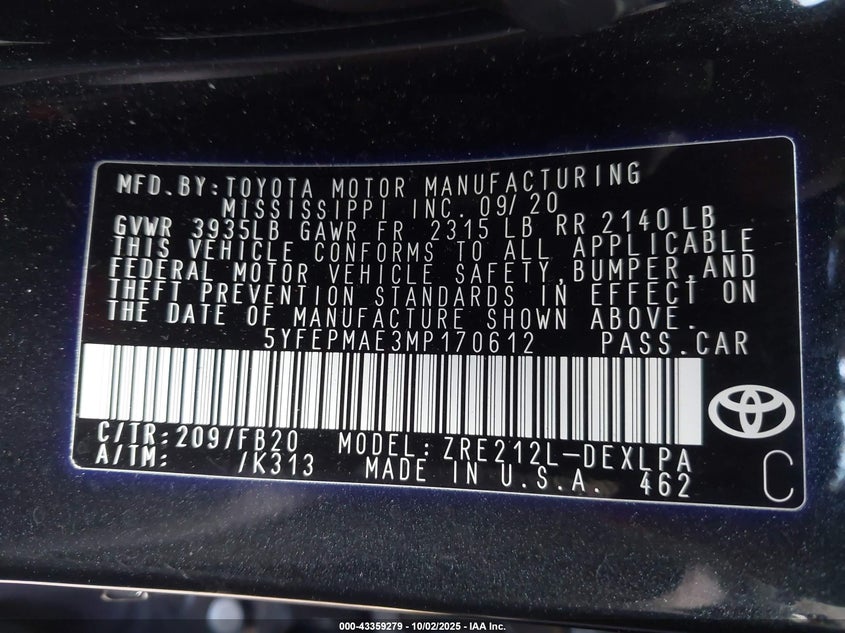 MFD.BY:TOYOTA MOTOR MANUFACTURING
MISSISSIPPI INC. 09/20
GVWR 3935LB GAWR FR 2315 LB RR 2140 LB
THIS VEHICLE CONFORMS TO ALL APPLICABLE
FEDERAL MOTOR VEHICLE SAFETY,BUMPER,AND
THEFT PREVENTION STANDARDS IN EFFECT ON
THE DATE OF MANUFACTURE SHOWN ABOVE.
5YFEPMAE3MP170612 PASS.CAR
C/TR:209/FB20 MODEL:ZRE212L-DEXLPA
A/TM: /K313 MADE IN U.S.A. 462
C
000-43359279 - 10/02/2025 - IAA Inc.